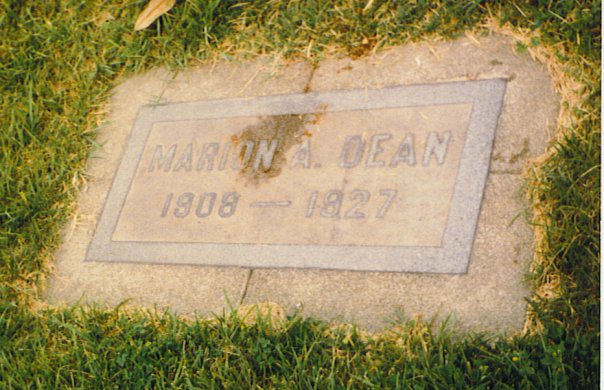 MARION A. DEAN
1908 — 1927